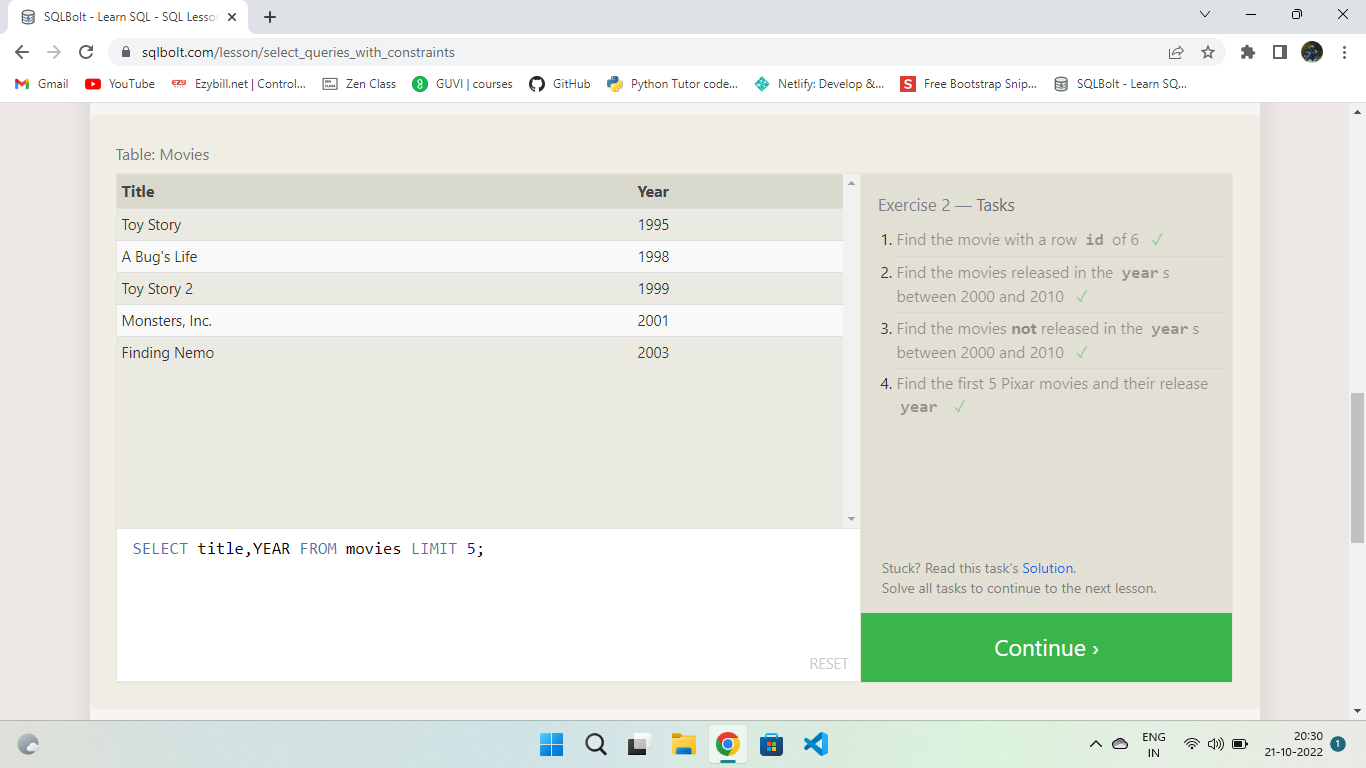 SQLBolt - Learn SQL - SQL Lesson
sqlbolt.com/lesson/select_queries_with_constraints
Gmail YouTube Ezybill.net | Control... Zen Class GUVI | courses GitHub Python Tutor code... Netlify: Develop &... Free Bootstrap Snip... SQLBolt - Learn SQ...
Table: Movies
Title Year
Toy Story 1995
A Bug's Life 1998
Toy Story 2 1999
Monsters, Inc. 2001
Finding Nemo 2003
SELECT title,YEAR FROM movies LIMIT 5;
RESET
Exercise 2 — Tasks
1. Find the movie with a row id of 6 ✓
2. Find the movies released in the year s
between 2000 and 2010 ✓
3. Find the movies not released in the year s
between 2000 and 2010 ✓
4. Find the first 5 Pixar movies and their release
year ✓
Stuck? Read this task's Solution.
Solve all tasks to continue to the next lesson.
Continue ›
ENG
IN
20:30
21-10-2022
1